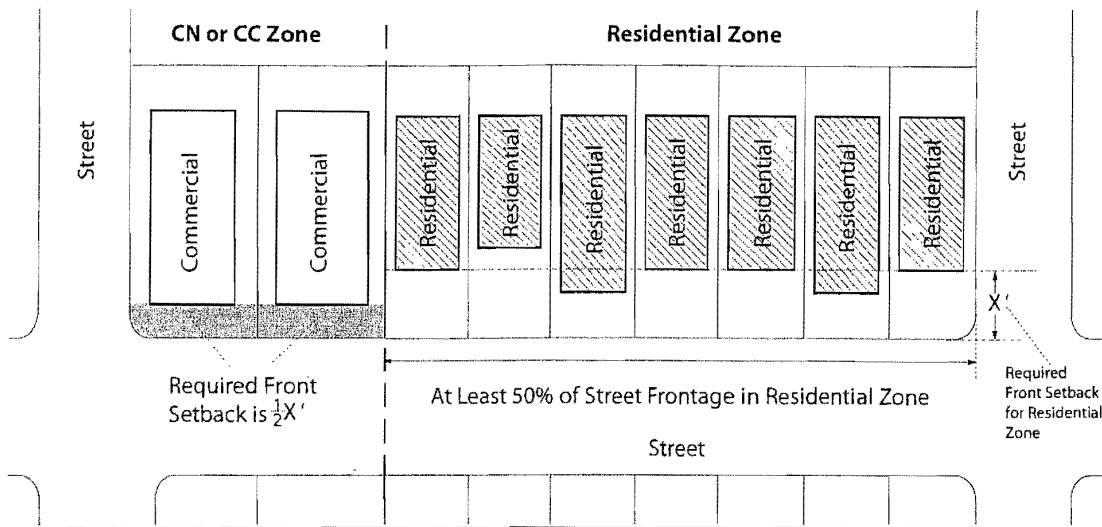 CN or CC Zone
Residential Zone
Street
Commercial
Commercial
Residential
Residential
Residential
Residential
Residential
Residential
Residential
Street
X'
Required Front
Setback is ½X'
At Least 50% of Street Frontage in Residential Zone
Required
Front Setback
for Residential
Zone
Street